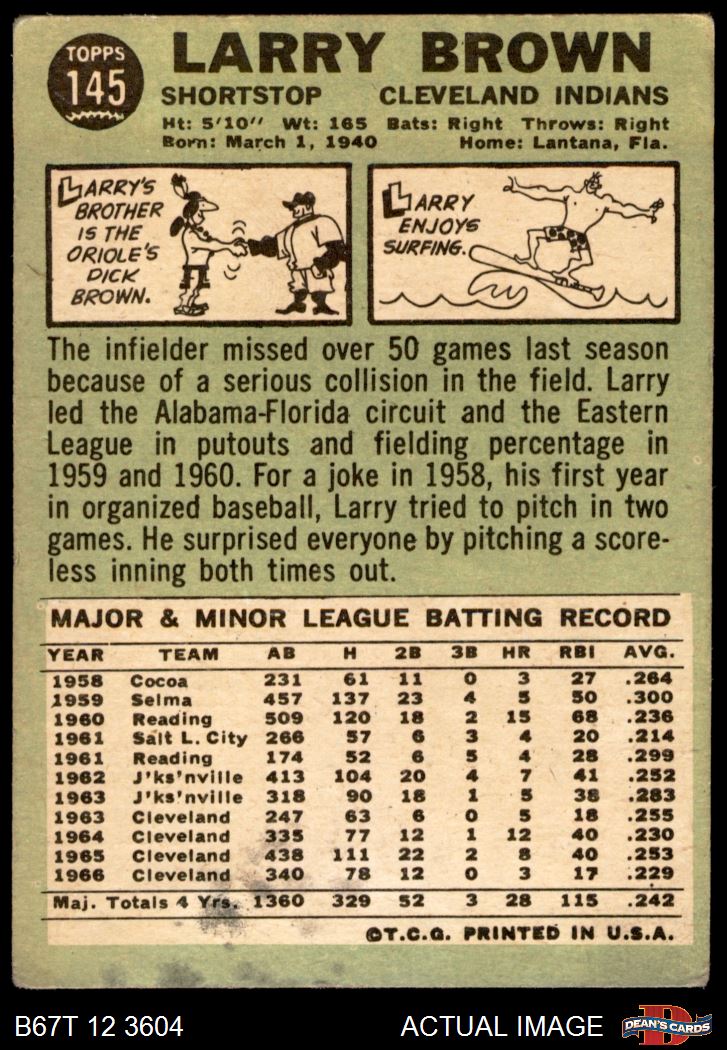 TOPPS
145
LARRY BROWN
SHORTSTOP CLEVELAND INDIANS
Ht: 5'10" Wt: 165 Bats: Right Throws: Right
Born: March 1, 1940 Home: Lantana, Fla.
LARRY'S
BROTHER
IS THE
ORIOLE'S
DICK
BROWN.
LARRY
ENJOYS
SURFING.
The infielder missed over 50 games last season
because of a serious collision in the field. Larry
led the Alabama-Florida circuit and the Eastern
League in putouts and fielding percentage in
1959 and 1960. For a joke in 1958, his first year
in organized baseball, Larry tried to pitch in two
games. He surprised everyone by pitching a score-
less inning both times out.
MAJOR & MINOR LEAGUE BATTING RECORD
YEAR TEAM AB H 2B 3B HR RBI AVG.
1958 Cocoa 231 61 11 0 3 27 .264
1959 Selma 457 137 23 4 5 50 .300
1960 Reading 509 120 18 2 15 68 .236
1961 Salt L. City 266 57 6 3 4 20 .214
1961 Reading 174 52 6 5 4 28 .299
1962 J'ks'nville 413 104 20 4 7 41 .252
1963 J'ks'nville 318 90 18 1 5 38 .283
1963 Cleveland 247 63 6 0 5 18 .255
1964 Cleveland 335 77 12 1 12 40 .230
1965 Cleveland 438 111 22 2 8 40 .253
1966 Cleveland 340 78 12 0 3 17 .229
Maj. Totals 4 Yrs. 1360 329 52 3 28 115 .242
©T.C.G. PRINTED IN U.S.A.
B67T 12 3604 ACTUAL IMAGE
D
DEAN'S CARDS